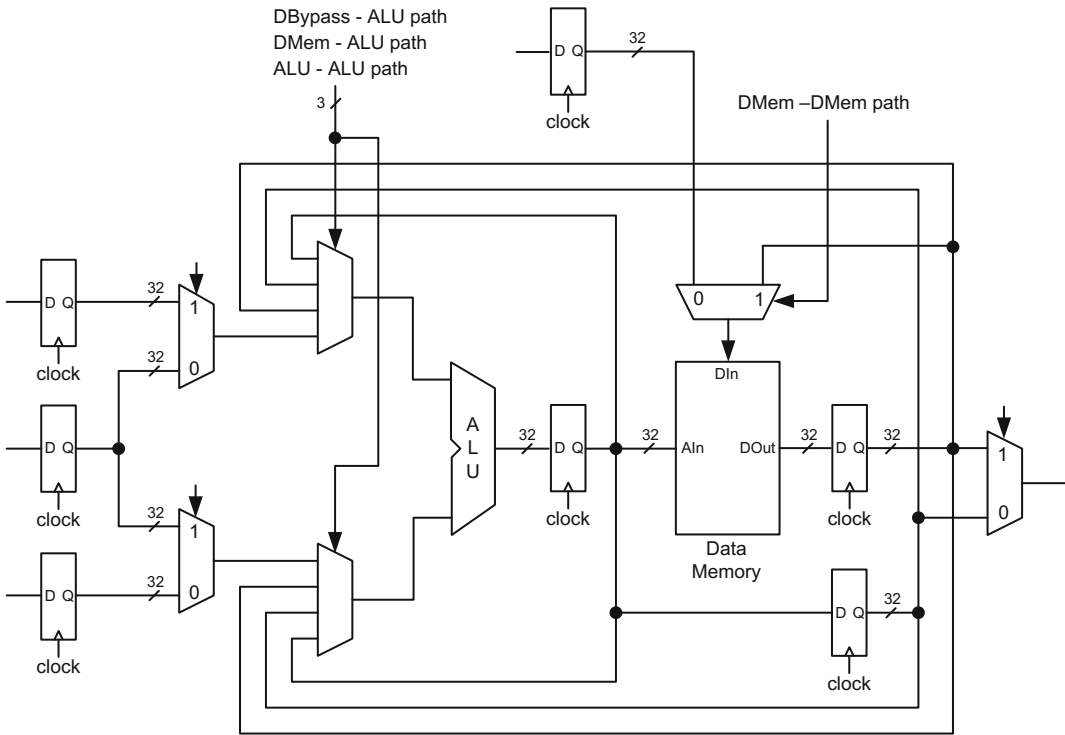 DBypass - ALU path
DMem - ALU path
ALU - ALU path
3
D Q
32
clock
DMem –DMem path
D Q
32
clock
1
32
0
0 1
D Q
clock
32
1
32
0
D Q
32
clock
ALU
32
D Q
clock
32
DIn
AIn
DOut
Data
Memory
32
D Q
32
clock
1
0
D Q
32
clock